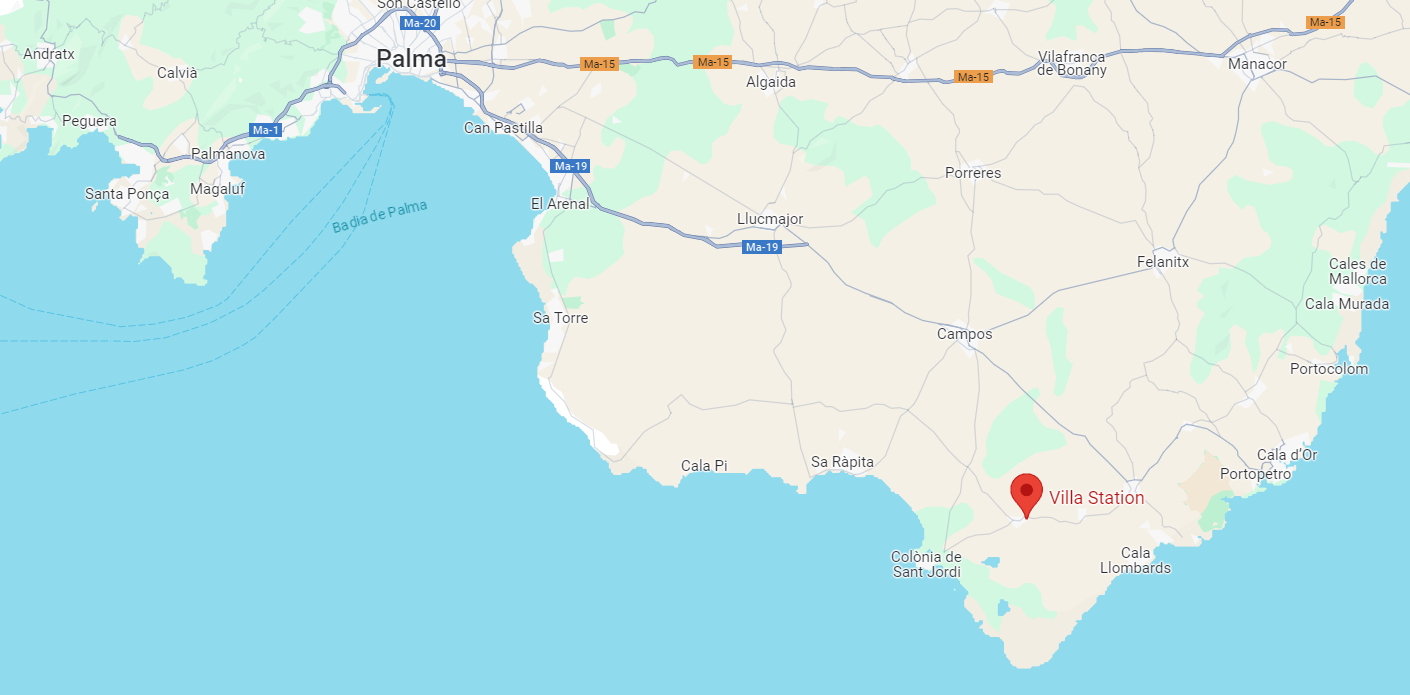 Son Castelló
Ma-20
Ma-15
Andratx
Palma
Vilafranca
de Bonany
Ma-15
Ma-15
Manacor
Calvià
Ma-15
Algaida
Peguera
Can Pastilla
Ma-1
Palmanova
Ma-19
Porreres
Santa Ponça
Magaluf
El Arenal
Badia de Palma
Llucmajor
Ma-19
Felanitx
Cales de
Mallorca
Cala Murada
Sa Torre
Campos
Portocolom
Cala d'Or
Sa Ràpita
Cala Pi
Portopetro
Villa Station
Colònia de
Sant Jordi
Cala
Llombards